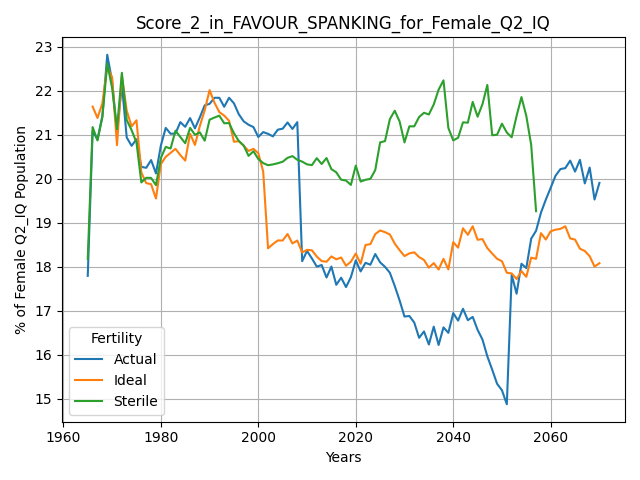 Score_2_in_FAVOUR_SPANKING_for_Female_Q2_IQ
% of Female Q2_IQ Population
23
22
21
20
19
18
17
16
15
Fertility
Actual
Ideal
Sterile
1960
1980
2000
2020
2040
2060
Years